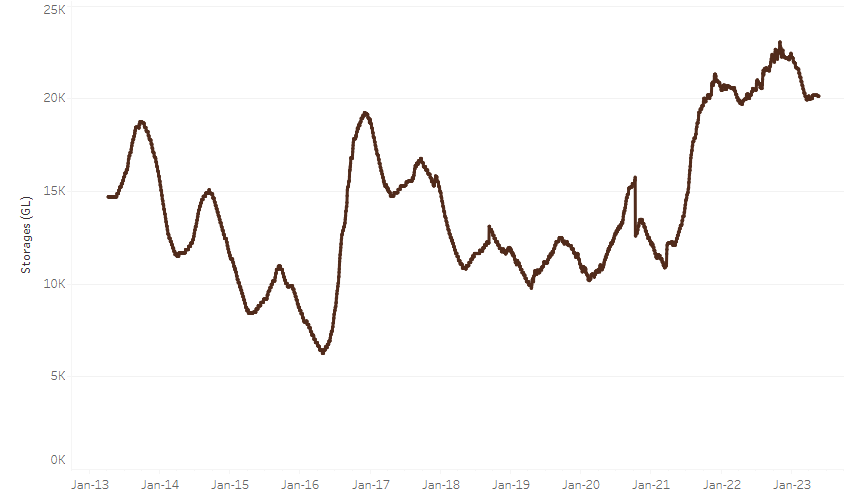 25K
20K
15K
10K
5K
0K
Storages (GL)
Jan-13 Jan-14 Jan-15 Jan-16 Jan-17 Jan-18 Jan-19 Jan-20 Jan-21 Jan-22 Jan-23